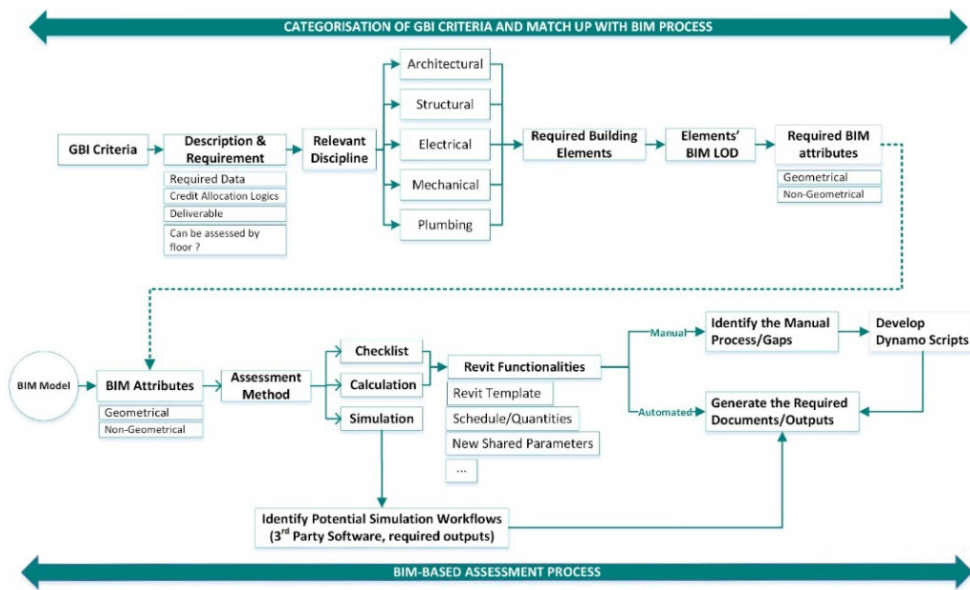 CATEGORISATION OF GBI CRITERIA AND MATCH UP WITH BIM PROCESS
GBI Criteria
Description &
Requirement
Required Data
Credit Allocation Logics
Deliverable
Can be assessed by
floor ?
Relevant
Discipline
Architectural
Structural
Electrical
Mechanical
Plumbing
Required Building
Elements
Elements'
BIM LOD
Required BIM
attributes
Geometrical
Non-Geometrical
BIM Model
BIM Attributes
Geometrical
Non-Geometrical
Assessment
Method
Checklist
Calculation
Simulation
Revit Functionalities
Revit Template
Schedule/Quantities
New Shared Parameters
...
Manual
Identify the Manual
Process/Gaps
Develop
Dynamo Scripts
Automated
Generate the Required
Documents/Outputs
Identify Potential Simulation Workflows
(3rd Party Software, required outputs)
BIM-BASED ASSESSMENT PROCESS